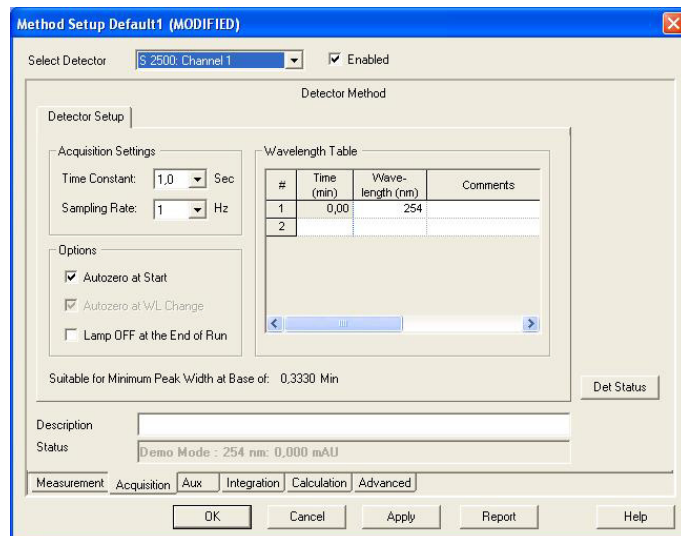 Method Setup Default1 (MODIFIED)
Select Detector S 2500: Channel 1 Enabled
Detector Method
Detector Setup
Acquisition Settings
Time Constant: 1,0 Sec
Sampling Rate: 1 Hz
Options
Autozero at Start
Autozero at WL Change
Lamp OFF at the End of Run
Wavelength Table
# Time (min) Wave-length (nm) Comments
1 0,00 254
2
Suitable for Minimum Peak Width at Base of: 0,3330 Min
Det Status
Description
Status Demo Mode : 254 nm: 0,000 mAU
Measurement Acquisition Aux Integration Calculation Advanced
OK Cancel Apply Report Help